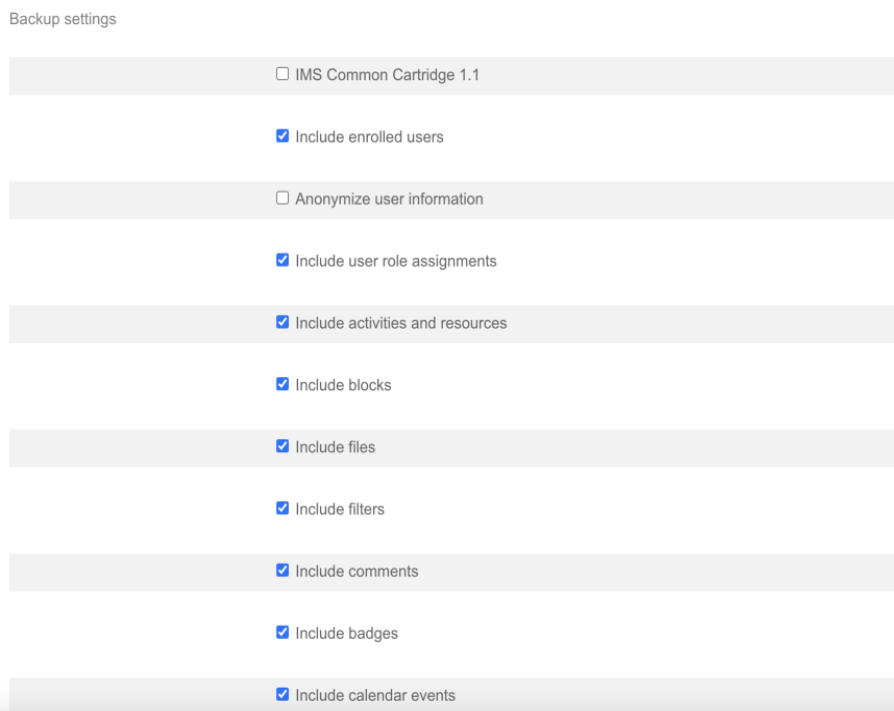 Backup settings
IMS Common Cartridge 1.1
Include enrolled users
Anonymize user information
Include user role assignments
Include activities and resources
Include blocks
Include files
Include filters
Include comments
Include badges
Include calendar events